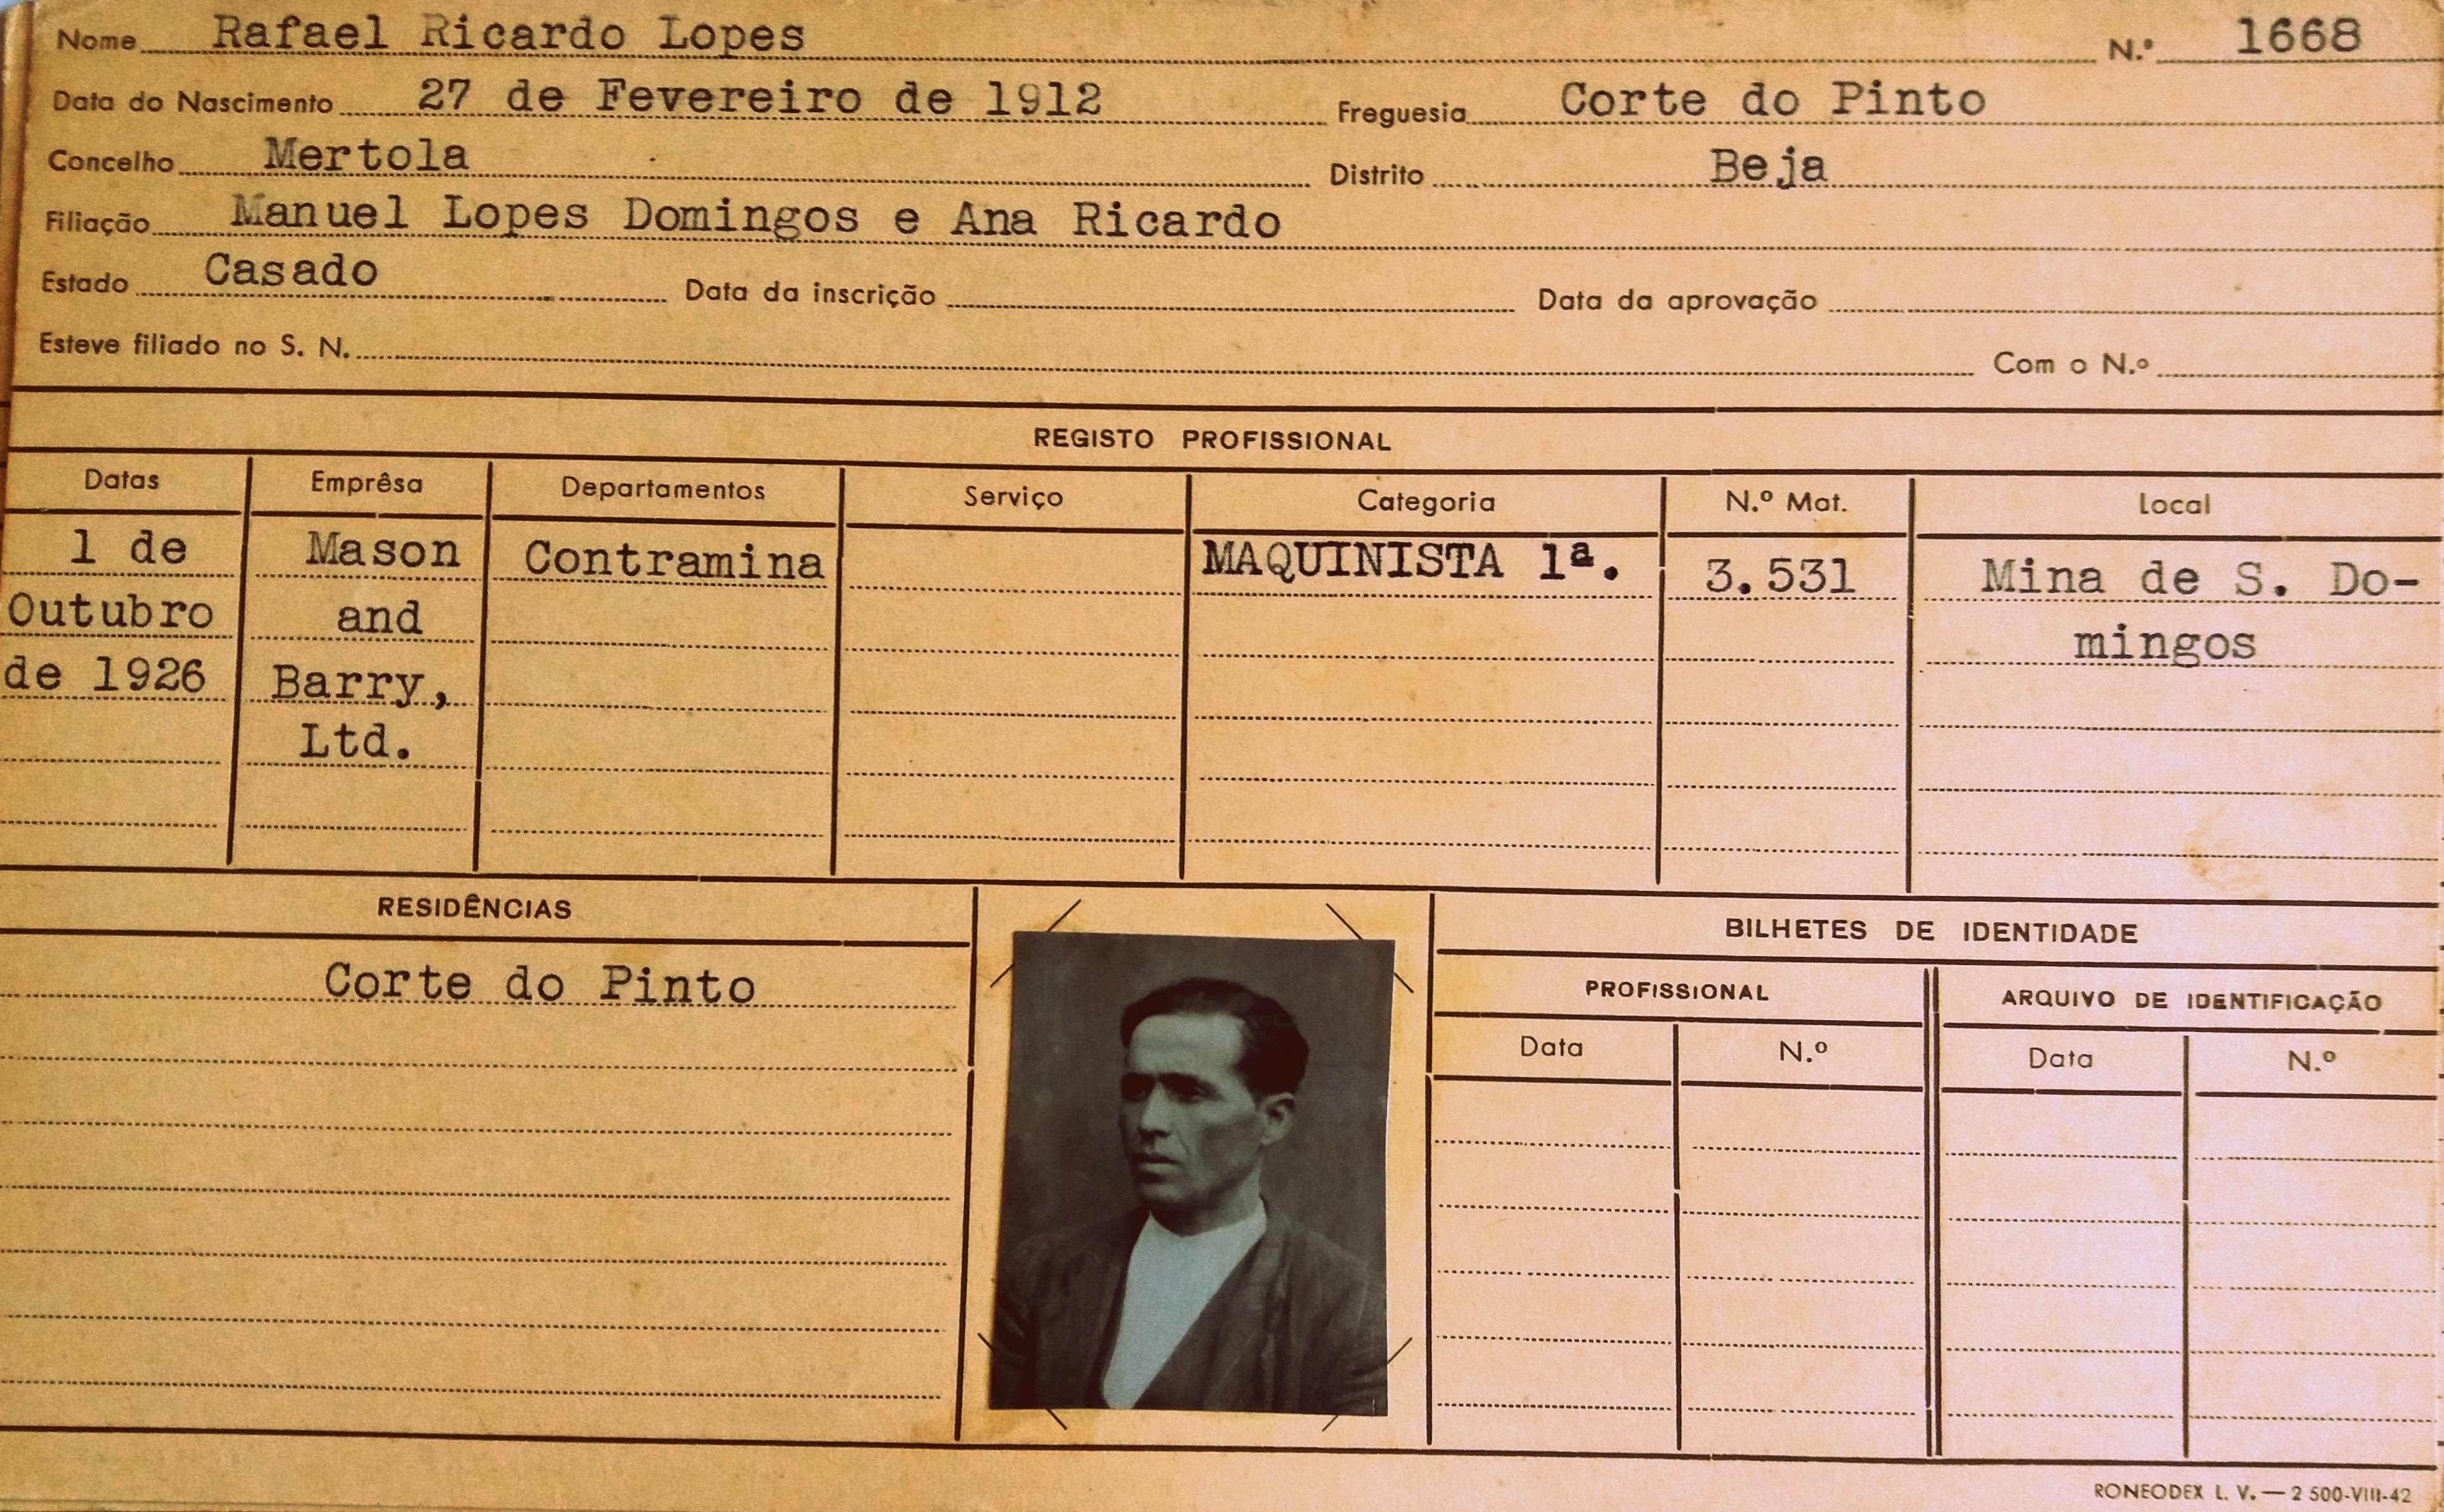 Nome Rafael Ricardo Lopes N.º 1668
Data do Nascimento 27 de Fevereiro de 1912 Freguesia Corte do Pinto
Concelho Mertola Distrito Beja
Filiação Manuel Lopes Domingos e Ana Ricardo
Estado Casado Data da inscrição Data da aprovação
Esteve filiado no S. N. Com o N.º
REGISTO PROFISSIONAL
Datas Emprêsa Departamentos Serviço Categoria N.º Mat. Local
1 de Mason Contramina MAQUINISTA 1ª. 3.531 Mina de S. Do-
Outubro and mingos
de 1926 Barry,
Ltd.
RESIDÊNCIAS
Corte do Pinto
BILHETES DE IDENTIDADE
PROFISSIONAL ARQUIVO DE IDENTIFICAÇÃO
Data N.º Data N.º
RONEODEX L. V. — 2 500-VIII-42